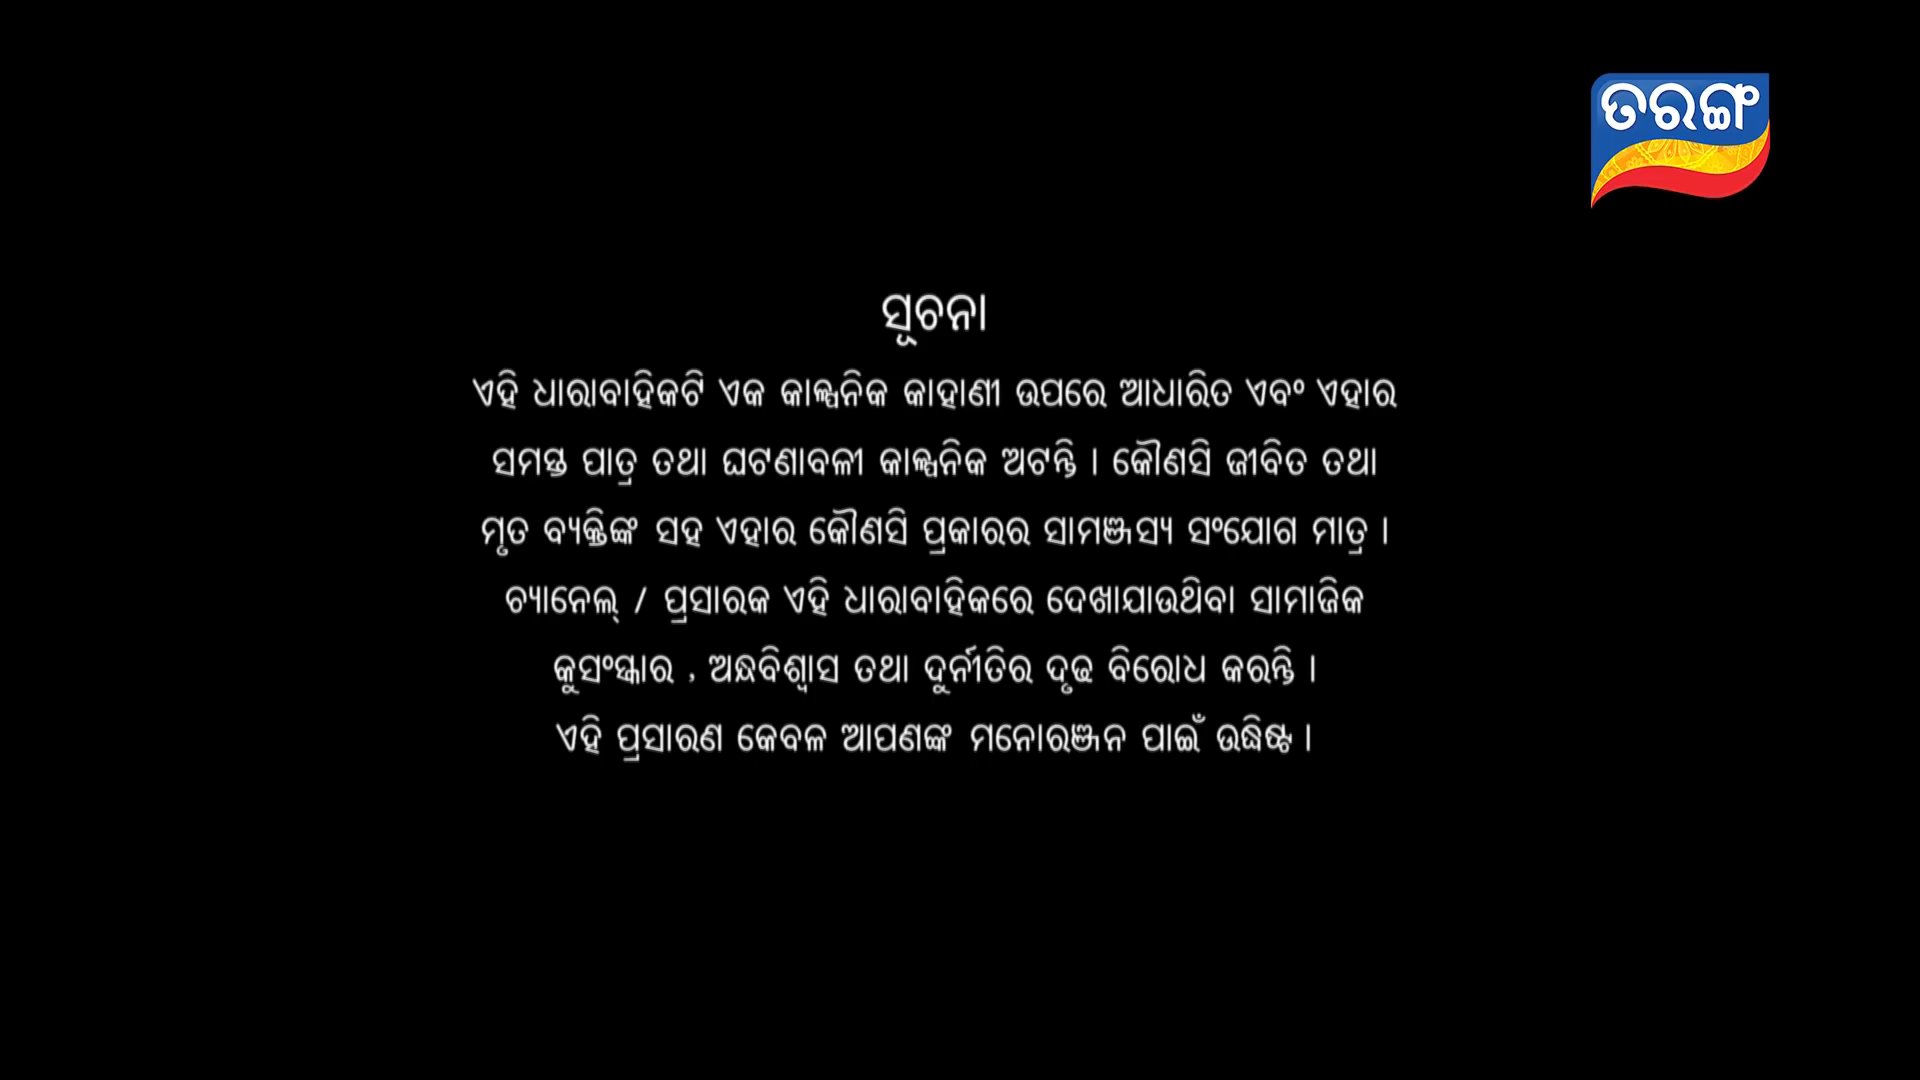 ତରଙ୍ଗ
ସୂଚନା
ଏହି ଧାରାବାହିକଟି ଏକ କାଳ୍ପନିକ କାହାଣୀ ଉପରେ ଆଧାରିତ ଏବଂ ଏହାର
ସମସ୍ତ ପାତ୍ର ତଥା ଘଟଣାବଳୀ କାଳ୍ପନିକ ଅଟନ୍ତି । କୌଣସି ଜୀବିତ ତଥା
ମୃତ ବ୍ୟକ୍ତିଙ୍କ ସହ ଏହାର କୌଣସି ପ୍ରକାରର ସାମଞ୍ଜସ୍ୟ ସଂଯୋଗ ମାତ୍ର ।
ଚ୍ୟାନେଲ୍ / ପ୍ରସାରକ ଏହି ଧାରାବାହିକରେ ଦେଖାଯାଉଥିବା ସାମାଜିକ
କୁସଂସ୍କାର , ଅନ୍ଧବିଶ୍ୱାସ ତଥା ଦୁର୍ନୀତିର ଦୃଢ ବିରୋଧ କରନ୍ତି ।
ଏହି ପ୍ରସାରଣ କେବଳ ଆପଣଙ୍କ ମନୋରଞ୍ଜନ ପାଇଁ ଉଦ୍ଧିଷ୍ଟ ।